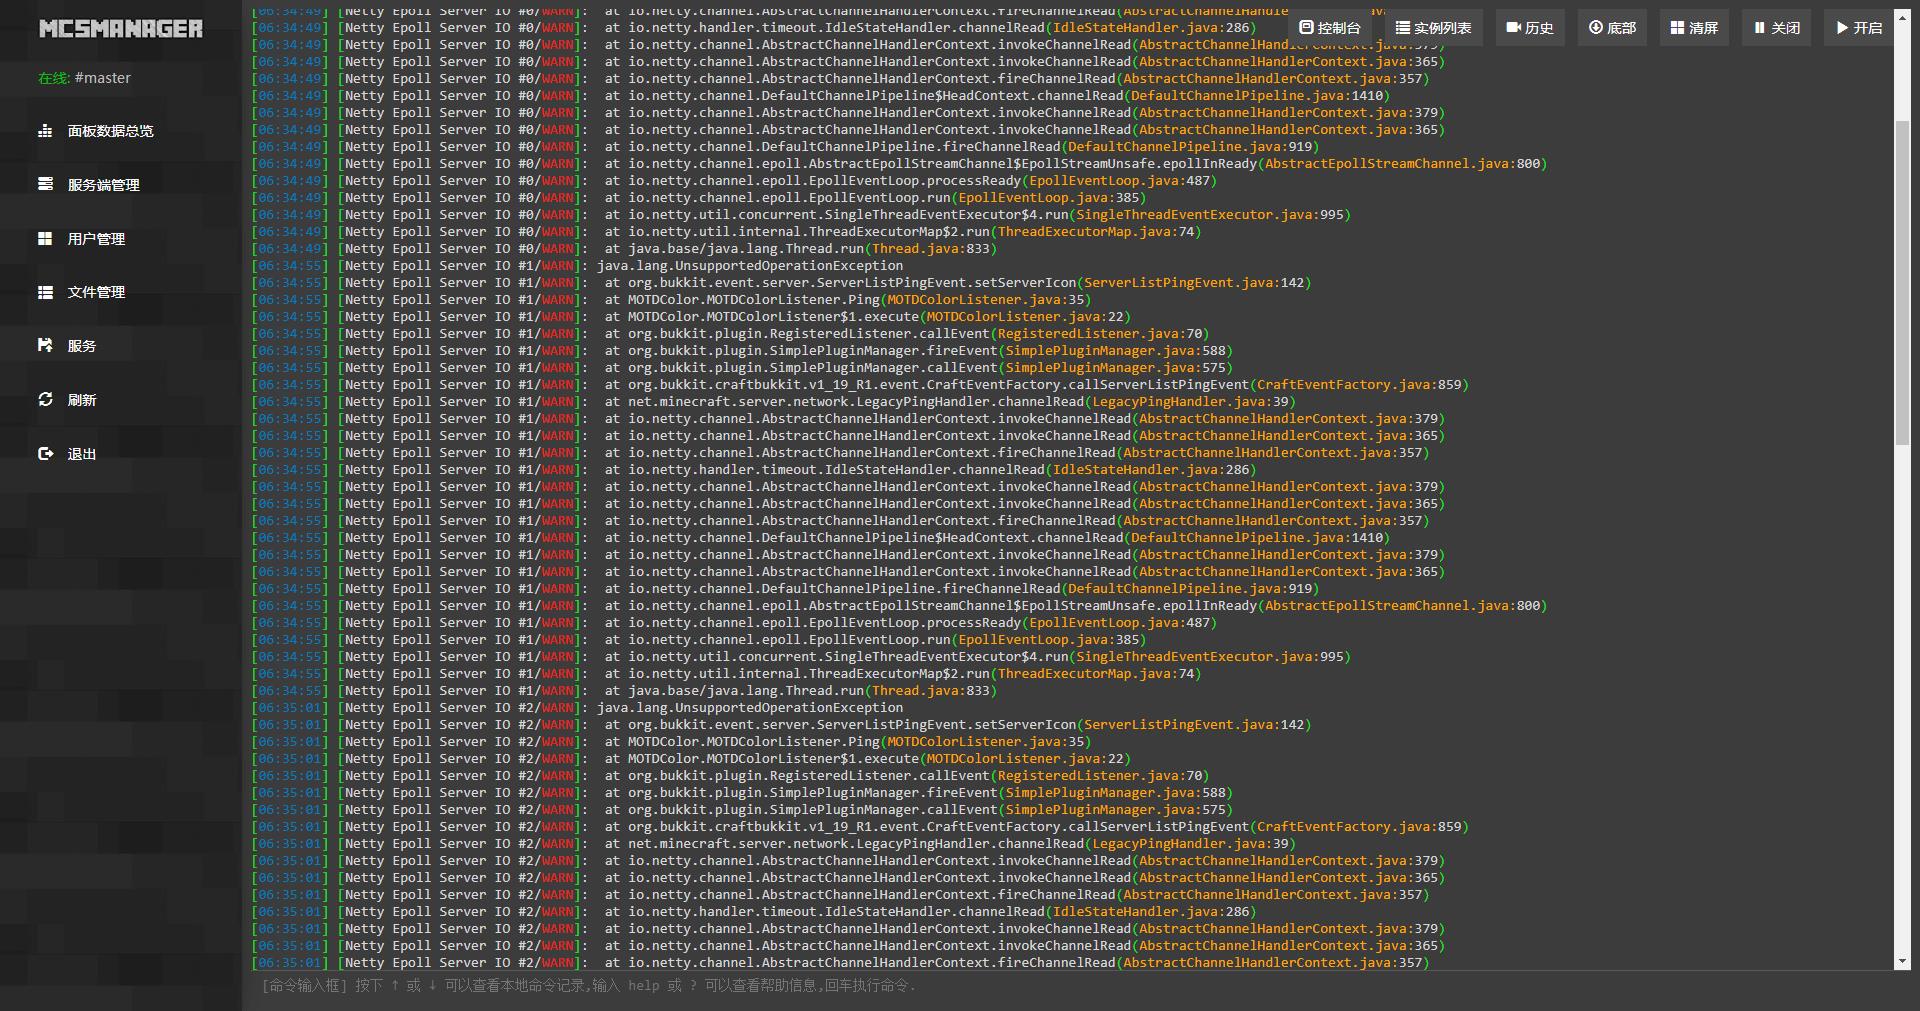 MCSMANAGER
在线: #master
面板数据总览
服务端管理
用户管理
文件管理
服务
刷新
退出
控制台
实例列表
历史
底部
清屏
关闭
开启
[06:34:49] [Netty Epoll Server IO #0/WARN]:  at io.netty.channel.AbstractChannelHandlerContext.fireChannelRead(AbstractChannelHandle
[06:34:49] [Netty Epoll Server IO #0/WARN]:  at io.netty.handler.timeout.IdleStateHandler.channelRead(IdleStateHandler.java:286)
[06:34:49] [Netty Epoll Server IO #0/WARN]:  at io.netty.channel.AbstractChannelHandlerContext.invokeChannelRead(AbstractChannelHandlerContext.java:379)
[06:34:49] [Netty Epoll Server IO #0/WARN]:  at io.netty.channel.AbstractChannelHandlerContext.invokeChannelRead(AbstractChannelHandlerContext.java:365)
[06:34:49] [Netty Epoll Server IO #0/WARN]:  at io.netty.channel.AbstractChannelHandlerContext.fireChannelRead(AbstractChannelHandlerContext.java:357)
[06:34:49] [Netty Epoll Server IO #0/WARN]:  at io.netty.channel.DefaultChannelPipeline$HeadContext.channelRead(DefaultChannelPipeline.java:1410)
[06:34:49] [Netty Epoll Server IO #0/WARN]:  at io.netty.channel.AbstractChannelHandlerContext.invokeChannelRead(AbstractChannelHandlerContext.java:379)
[06:34:49] [Netty Epoll Server IO #0/WARN]:  at io.netty.channel.AbstractChannelHandlerContext.invokeChannelRead(AbstractChannelHandlerContext.java:365)
[06:34:49] [Netty Epoll Server IO #0/WARN]:  at io.netty.channel.DefaultChannelPipeline.fireChannelRead(DefaultChannelPipeline.java:919)
[06:34:49] [Netty Epoll Server IO #0/WARN]:  at io.netty.channel.epoll.AbstractEpollStreamChannel$EpollStreamUnsafe.epollInReady(AbstractEpollStreamChannel.java:800)
[06:34:49] [Netty Epoll Server IO #0/WARN]:  at io.netty.channel.epoll.EpollEventLoop.processReady(EpollEventLoop.java:487)
[06:34:49] [Netty Epoll Server IO #0/WARN]:  at io.netty.channel.epoll.EpollEventLoop.run(EpollEventLoop.java:385)
[06:34:49] [Netty Epoll Server IO #0/WARN]:  at io.netty.util.concurrent.SingleThreadEventExecutor$4.run(SingleThreadEventExecutor.java:995)
[06:34:49] [Netty Epoll Server IO #0/WARN]:  at io.netty.util.internal.ThreadExecutorMap$2.run(ThreadExecutorMap.java:74)
[06:34:49] [Netty Epoll Server IO #0/WARN]:  at java.base/java.lang.Thread.run(Thread.java:833)
[06:34:55] [Netty Epoll Server IO #1/WARN]: java.lang.UnsupportedOperationException
[06:34:55] [Netty Epoll Server IO #1/WARN]:  at org.bukkit.event.server.ServerListPingEvent.setServerIcon(ServerListPingEvent.java:142)
[06:34:55] [Netty Epoll Server IO #1/WARN]:  at MOTDColor.MOTDColorListener.Ping(MOTDColorListener.java:35)
[06:34:55] [Netty Epoll Server IO #1/WARN]:  at MOTDColor.MOTDColorListener$1.execute(MOTDColorListener.java:22)
[06:34:55] [Netty Epoll Server IO #1/WARN]:  at org.bukkit.plugin.RegisteredListener.callEvent(RegisteredListener.java:70)
[06:34:55] [Netty Epoll Server IO #1/WARN]:  at org.bukkit.plugin.SimplePluginManager.fireEvent(SimplePluginManager.java:588)
[06:34:55] [Netty Epoll Server IO #1/WARN]:  at org.bukkit.plugin.SimplePluginManager.callEvent(SimplePluginManager.java:575)
[06:34:55] [Netty Epoll Server IO #1/WARN]:  at org.bukkit.craftbukkit.v1_19_R1.event.CraftEventFactory.callServerListPingEvent(CraftEventFactory.java:859)
[06:34:55] [Netty Epoll Server IO #1/WARN]:  at net.minecraft.server.network.LegacyPingHandler.channelRead(LegacyPingHandler.java:39)
[06:34:55] [Netty Epoll Server IO #1/WARN]:  at io.netty.channel.AbstractChannelHandlerContext.invokeChannelRead(AbstractChannelHandlerContext.java:379)
[06:34:55] [Netty Epoll Server IO #1/WARN]:  at io.netty.channel.AbstractChannelHandlerContext.invokeChannelRead(AbstractChannelHandlerContext.java:365)
[06:34:55] [Netty Epoll Server IO #1/WARN]:  at io.netty.channel.AbstractChannelHandlerContext.fireChannelRead(AbstractChannelHandlerContext.java:357)
[06:34:55] [Netty Epoll Server IO #1/WARN]:  at io.netty.handler.timeout.IdleStateHandler.channelRead(IdleStateHandler.java:286)
[06:34:55] [Netty Epoll Server IO #1/WARN]:  at io.netty.channel.AbstractChannelHandlerContext.invokeChannelRead(AbstractChannelHandlerContext.java:379)
[06:34:55] [Netty Epoll Server IO #1/WARN]:  at io.netty.channel.AbstractChannelHandlerContext.invokeChannelRead(AbstractChannelHandlerContext.java:365)
[06:34:55] [Netty Epoll Server IO #1/WARN]:  at io.netty.channel.AbstractChannelHandlerContext.fireChannelRead(AbstractChannelHandlerContext.java:357)
[06:34:55] [Netty Epoll Server IO #1/WARN]:  at io.netty.channel.DefaultChannelPipeline$HeadContext.channelRead(DefaultChannelPipeline.java:1410)
[06:34:55] [Netty Epoll Server IO #1/WARN]:  at io.netty.channel.AbstractChannelHandlerContext.invokeChannelRead(AbstractChannelHandlerContext.java:379)
[06:34:55] [Netty Epoll Server IO #1/WARN]:  at io.netty.channel.AbstractChannelHandlerContext.invokeChannelRead(AbstractChannelHandlerContext.java:365)
[06:34:55] [Netty Epoll Server IO #1/WARN]:  at io.netty.channel.DefaultChannelPipeline.fireChannelRead(DefaultChannelPipeline.java:919)
[06:34:55] [Netty Epoll Server IO #1/WARN]:  at io.netty.channel.epoll.AbstractEpollStreamChannel$EpollStreamUnsafe.epollInReady(AbstractEpollStreamChannel.java:800)
[06:34:55] [Netty Epoll Server IO #1/WARN]:  at io.netty.channel.epoll.EpollEventLoop.processReady(EpollEventLoop.java:487)
[06:34:55] [Netty Epoll Server IO #1/WARN]:  at io.netty.channel.epoll.EpollEventLoop.run(EpollEventLoop.java:385)
[06:34:55] [Netty Epoll Server IO #1/WARN]:  at io.netty.util.concurrent.SingleThreadEventExecutor$4.run(SingleThreadEventExecutor.java:995)
[06:34:55] [Netty Epoll Server IO #1/WARN]:  at io.netty.util.internal.ThreadExecutorMap$2.run(ThreadExecutorMap.java:74)
[06:34:55] [Netty Epoll Server IO #1/WARN]:  at java.base/java.lang.Thread.run(Thread.java:833)
[06:35:01] [Netty Epoll Server IO #2/WARN]: java.lang.UnsupportedOperationException
[06:35:01] [Netty Epoll Server IO #2/WARN]:  at org.bukkit.event.server.ServerListPingEvent.setServerIcon(ServerListPingEvent.java:142)
[06:35:01] [Netty Epoll Server IO #2/WARN]:  at MOTDColor.MOTDColorListener.Ping(MOTDColorListener.java:35)
[06:35:01] [Netty Epoll Server IO #2/WARN]:  at MOTDColor.MOTDColorListener$1.execute(MOTDColorListener.java:22)
[06:35:01] [Netty Epoll Server IO #2/WARN]:  at org.bukkit.plugin.RegisteredListener.callEvent(RegisteredListener.java:70)
[06:35:01] [Netty Epoll Server IO #2/WARN]:  at org.bukkit.plugin.SimplePluginManager.fireEvent(SimplePluginManager.java:588)
[06:35:01] [Netty Epoll Server IO #2/WARN]:  at org.bukkit.plugin.SimplePluginManager.callEvent(SimplePluginManager.java:575)
[06:35:01] [Netty Epoll Server IO #2/WARN]:  at org.bukkit.craftbukkit.v1_19_R1.event.CraftEventFactory.callServerListPingEvent(CraftEventFactory.java:859)
[06:35:01] [Netty Epoll Server IO #2/WARN]:  at net.minecraft.server.network.LegacyPingHandler.channelRead(LegacyPingHandler.java:39)
[06:35:01] [Netty Epoll Server IO #2/WARN]:  at io.netty.channel.AbstractChannelHandlerContext.invokeChannelRead(AbstractChannelHandlerContext.java:379)
[06:35:01] [Netty Epoll Server IO #2/WARN]:  at io.netty.channel.AbstractChannelHandlerContext.invokeChannelRead(AbstractChannelHandlerContext.java:365)
[06:35:01] [Netty Epoll Server IO #2/WARN]:  at io.netty.channel.AbstractChannelHandlerContext.fireChannelRead(AbstractChannelHandlerContext.java:357)
[06:35:01] [Netty Epoll Server IO #2/WARN]:  at io.netty.handler.timeout.IdleStateHandler.channelRead(IdleStateHandler.java:286)
[06:35:01] [Netty Epoll Server IO #2/WARN]:  at io.netty.channel.AbstractChannelHandlerContext.invokeChannelRead(AbstractChannelHandlerContext.java:379)
[06:35:01] [Netty Epoll Server IO #2/WARN]:  at io.netty.channel.AbstractChannelHandlerContext.invokeChannelRead(AbstractChannelHandlerContext.java:365)
[06:35:01] [Netty Epoll Server IO #2/WARN]:  at io.netty.channel.AbstractChannelHandlerContext.fireChannelRead(AbstractChannelHandlerContext.java:357)
[命令输入框] 按下 ↑ 或 ↓ 可以查看本地命令记录,输入 help 或 ? 可以查看帮助信息,回车执行命令.